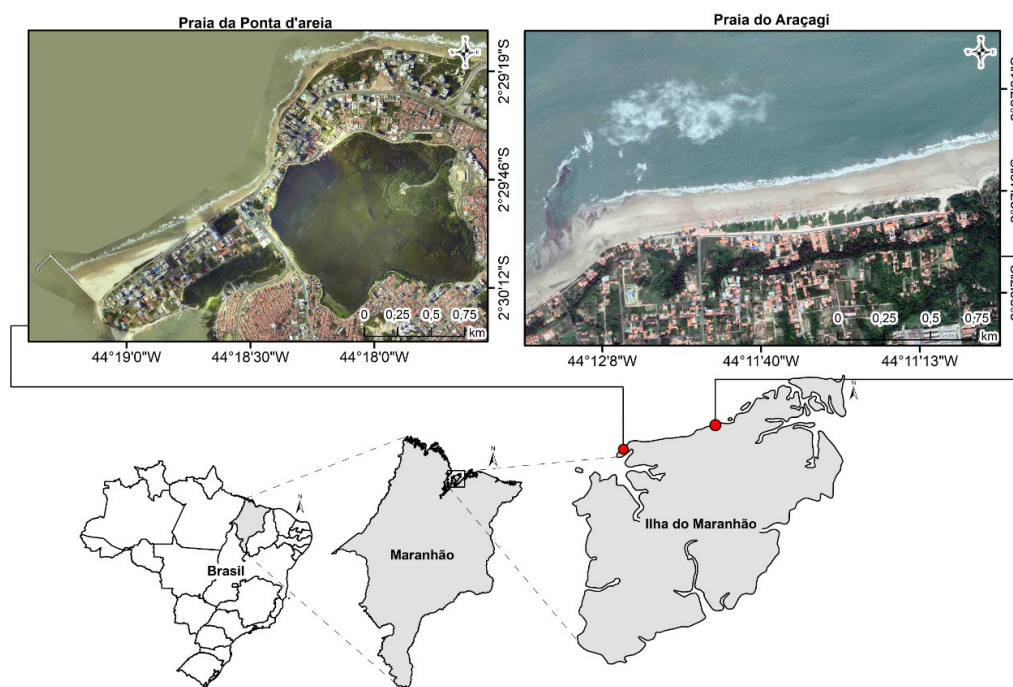 Praia da Ponta d'areia
Praia do Araçagi
2°29'19"S
2°29'46"S
2°30'12"S
0 0,25 0,5 0,75
km
0 0,25 0,5 0,75
km
44°19'0"W
44°18'30"W
44°18'0"W
44°12'8"W
44°11'40"W
44°11'13"W
N
N
N
Brasil
Maranhão
Ilha do Maranhão